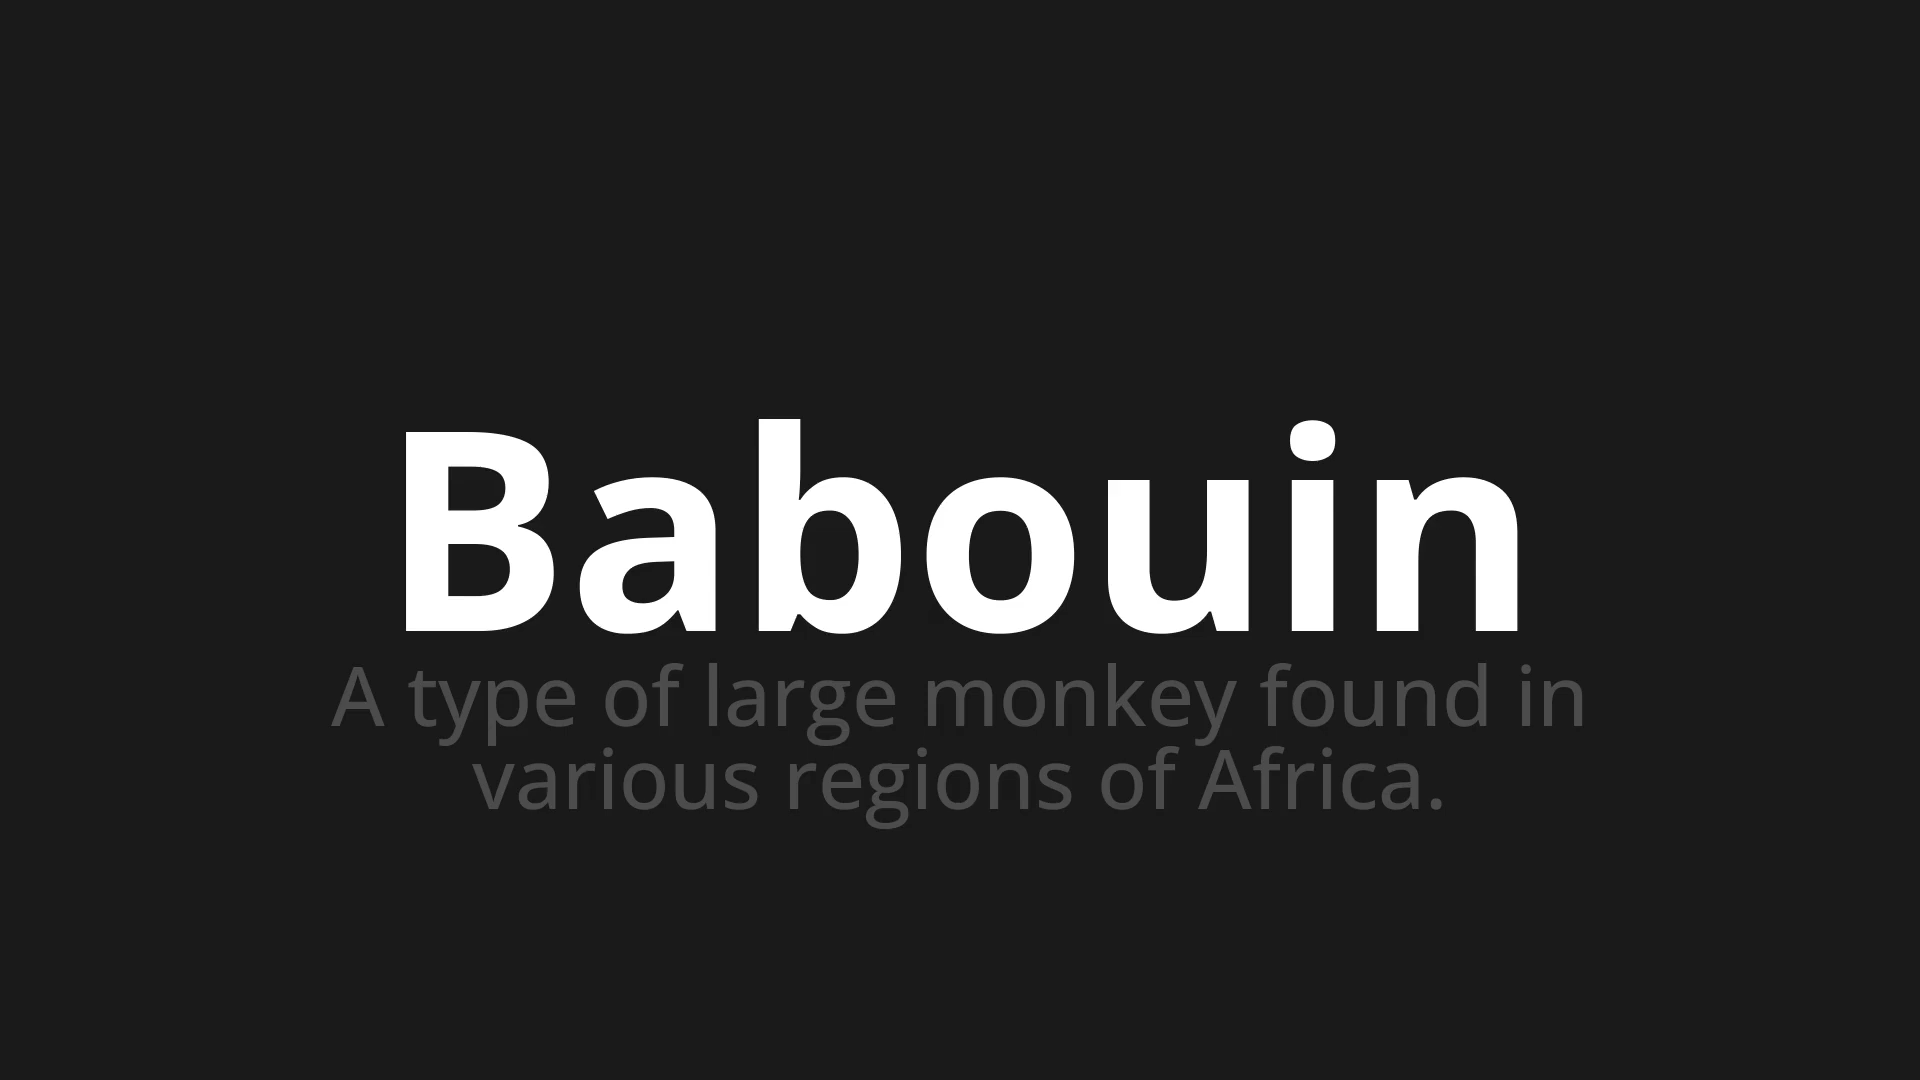 Babouin
A type of large monkey found in
various regions of Africa.